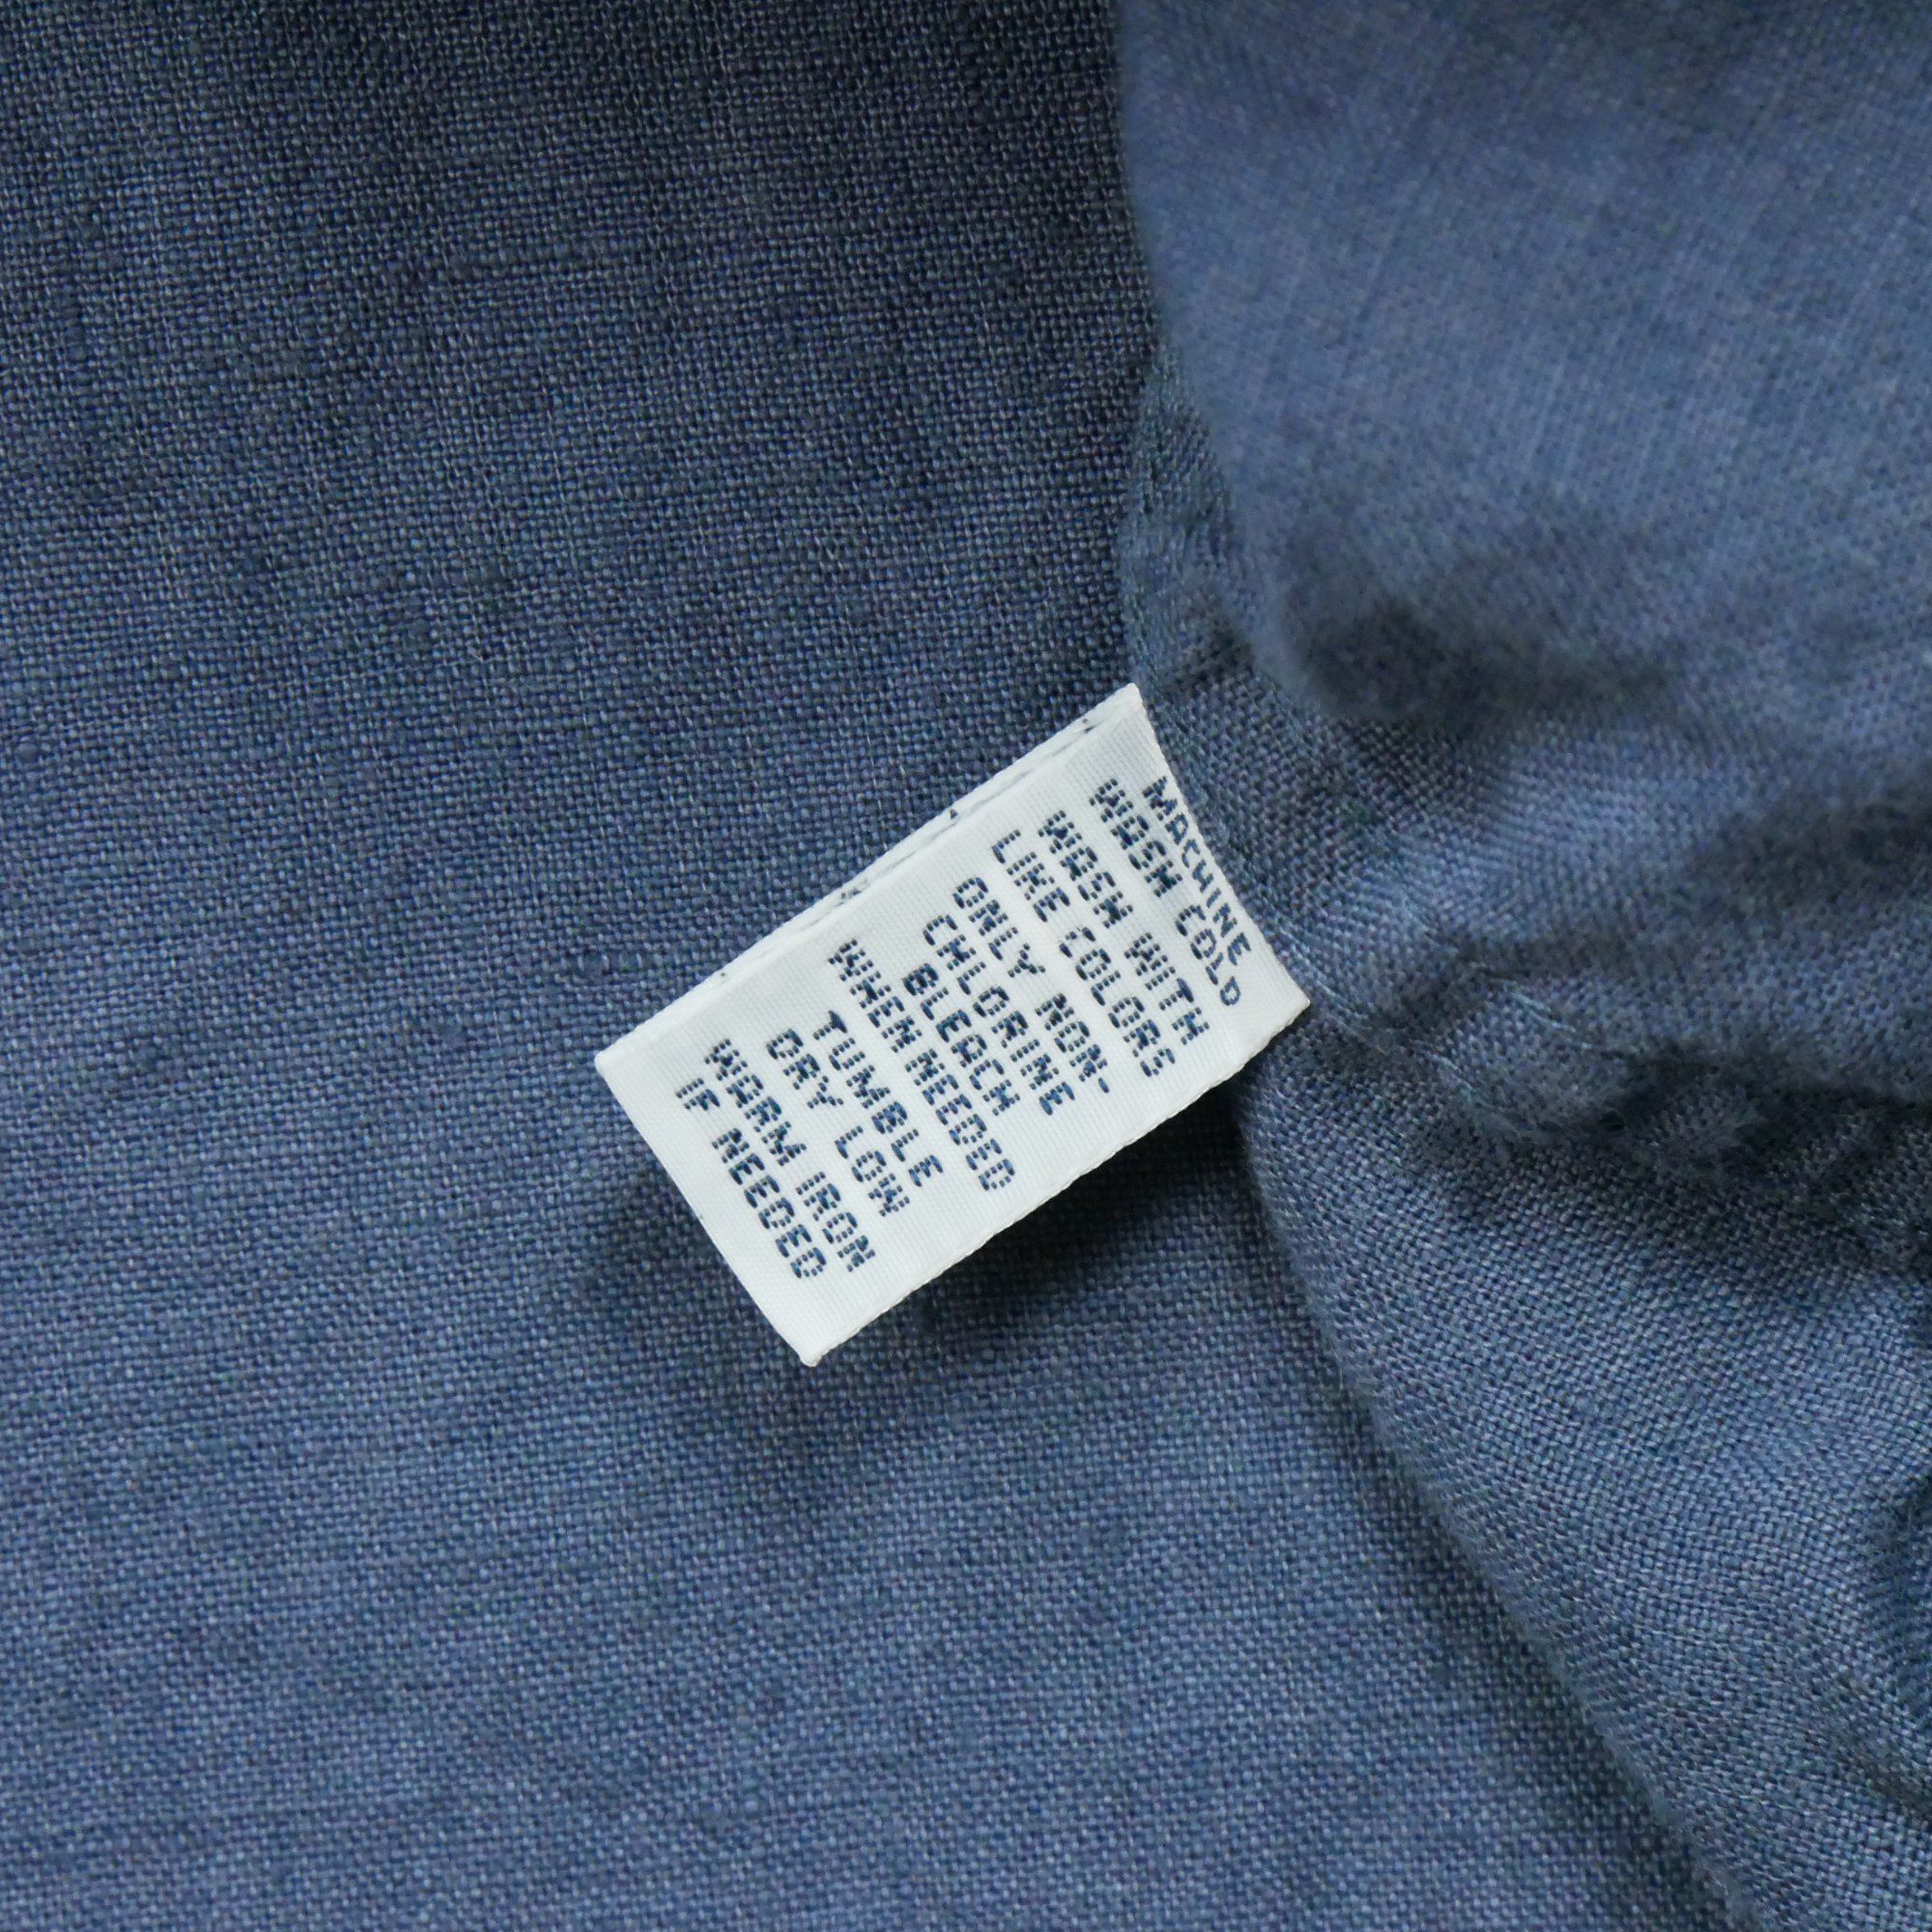 MACHINE
WASH COLD
WASH WITH
LIKE COLORS
ONLY NON-
CHLORINE
BLEACH
WHEN NEEDED
TUMBLE
DRY LOW
WARM IRON
IF NEEDED